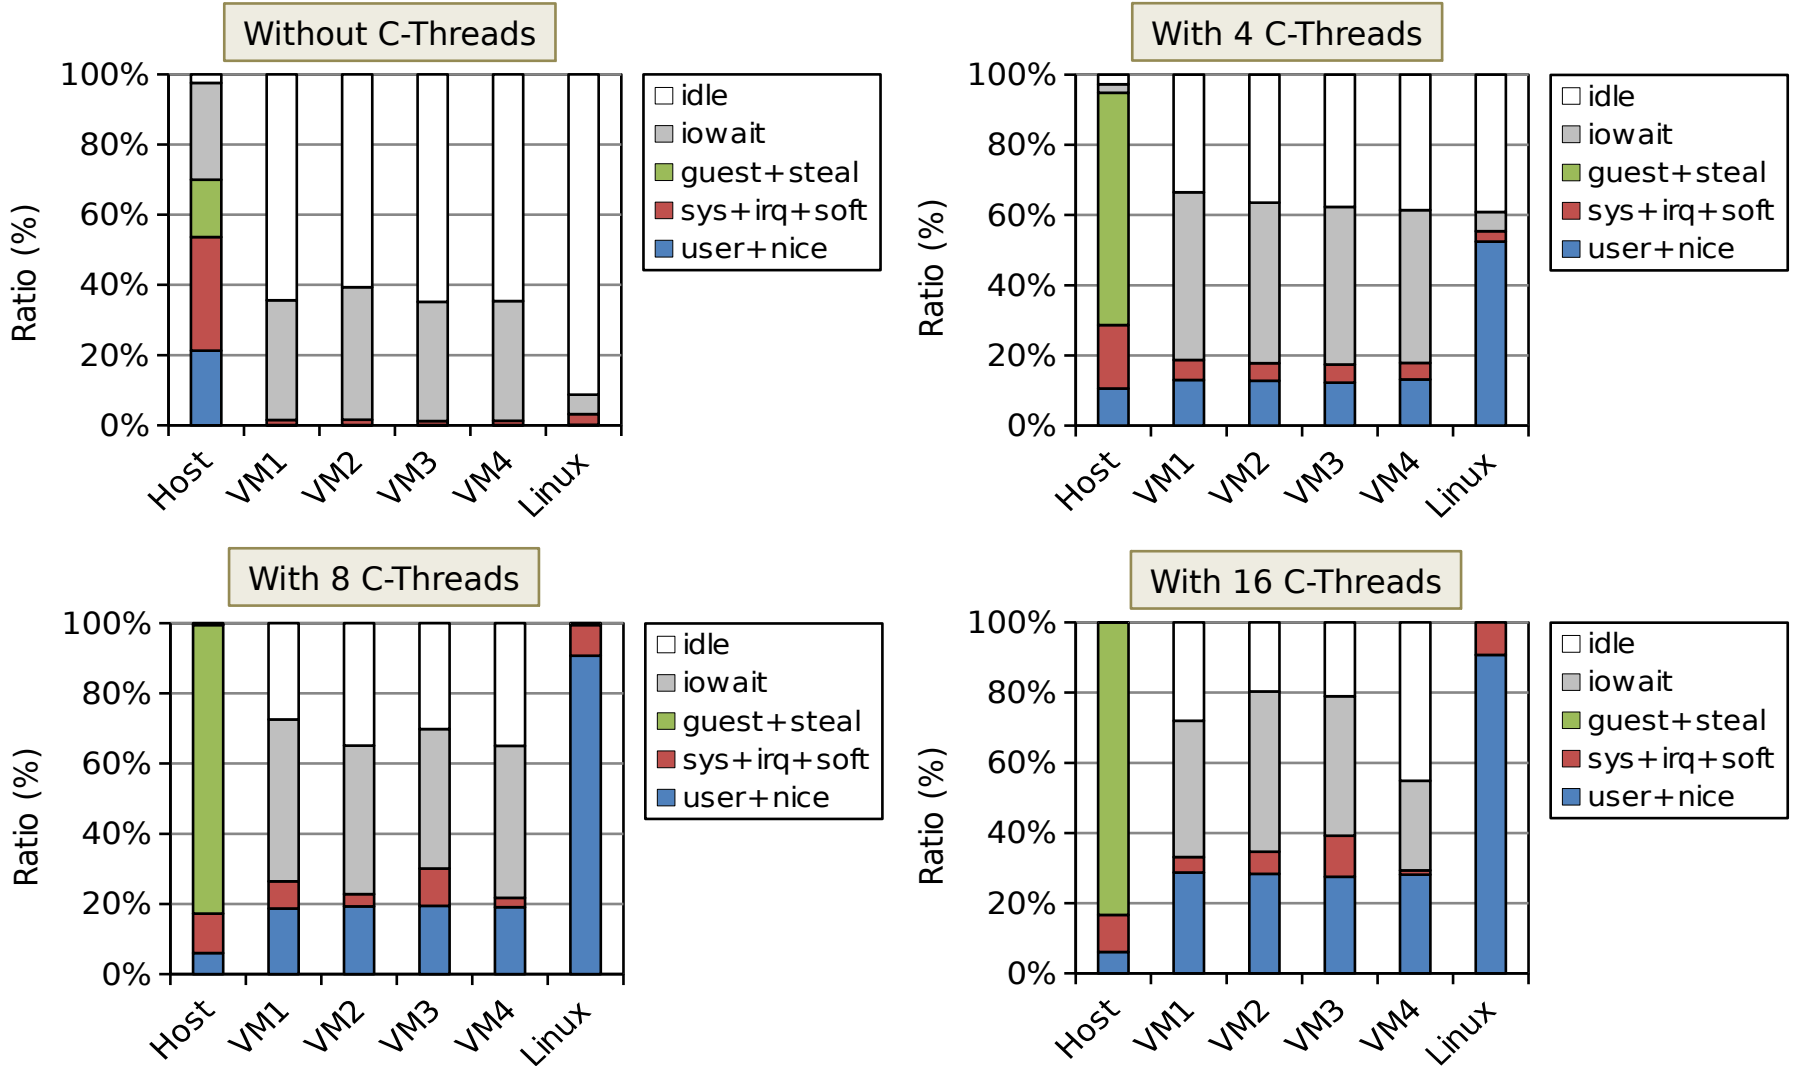 Without C-Threads
Ratio (%)
100%
80%
60%
40%
20%
0%
Host
VM1
VM2
VM3
VM4
Linux
idle
iowait
guest+steal
sys+irq+soft
user+nice
With 4 C-Threads
Ratio (%)
100%
80%
60%
40%
20%
0%
Host
VM1
VM2
VM3
VM4
Linux
idle
iowait
guest+steal
sys+irq+soft
user+nice
With 8 C-Threads
Ratio (%)
100%
80%
60%
40%
20%
0%
Host
VM1
VM2
VM3
VM4
Linux
idle
iowait
guest+steal
sys+irq+soft
user+nice
With 16 C-Threads
Ratio (%)
100%
80%
60%
40%
20%
0%
Host
VM1
VM2
VM3
VM4
Linux
idle
iowait
guest+steal
sys+irq+soft
user+nice